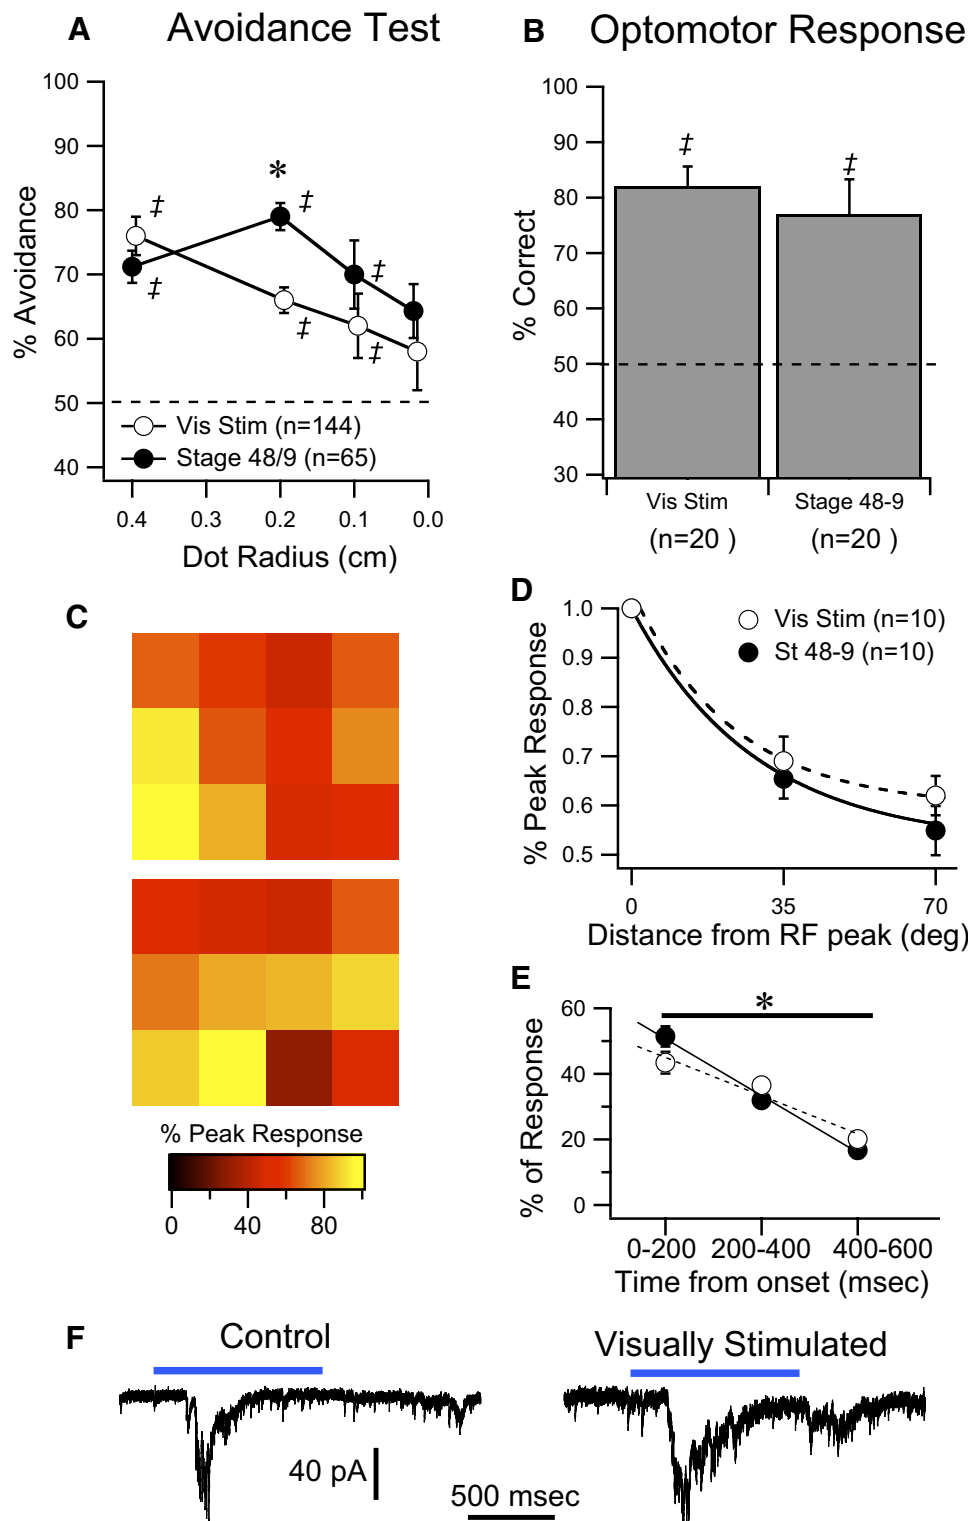 A Avoidance Test
100
90
80
70
60
50
40
% Avoidance
*
‡
‡
‡
‡
‡
‡
Vis Stim (n=144)
Stage 48/9 (n=65)
0.4 0.3 0.2 0.1 0.0
Dot Radius (cm)
B Optomotor Response
100
90
80
70
60
50
40
30
% Correct
‡ ‡
Vis Stim Stage 48-9
(n=20 ) (n=20 )
C
% Peak Response
0 40 80
D
1.0
0.9
0.8
0.7
0.6
0.5
% Peak Response
Vis Stim (n=10)
St 48-9 (n=10)
0 35 70
Distance from RF peak (deg)
E
60
40
20
0
% of Response
*
0-200 200-400 400-600
Time from onset (msec)
F
Control
Visually Stimulated
40 pA
500 msec